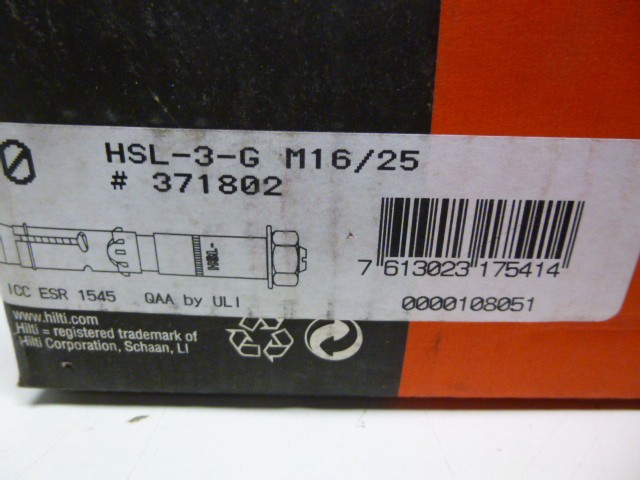 0
HSL-3-G M16/25
# 371802
7 613023 175414
ICC ESR 1545 QAA by ULI
0000108051
www.hilti.com
Hilti = registered trademark of
Hilti Corporation, Schaan, LI